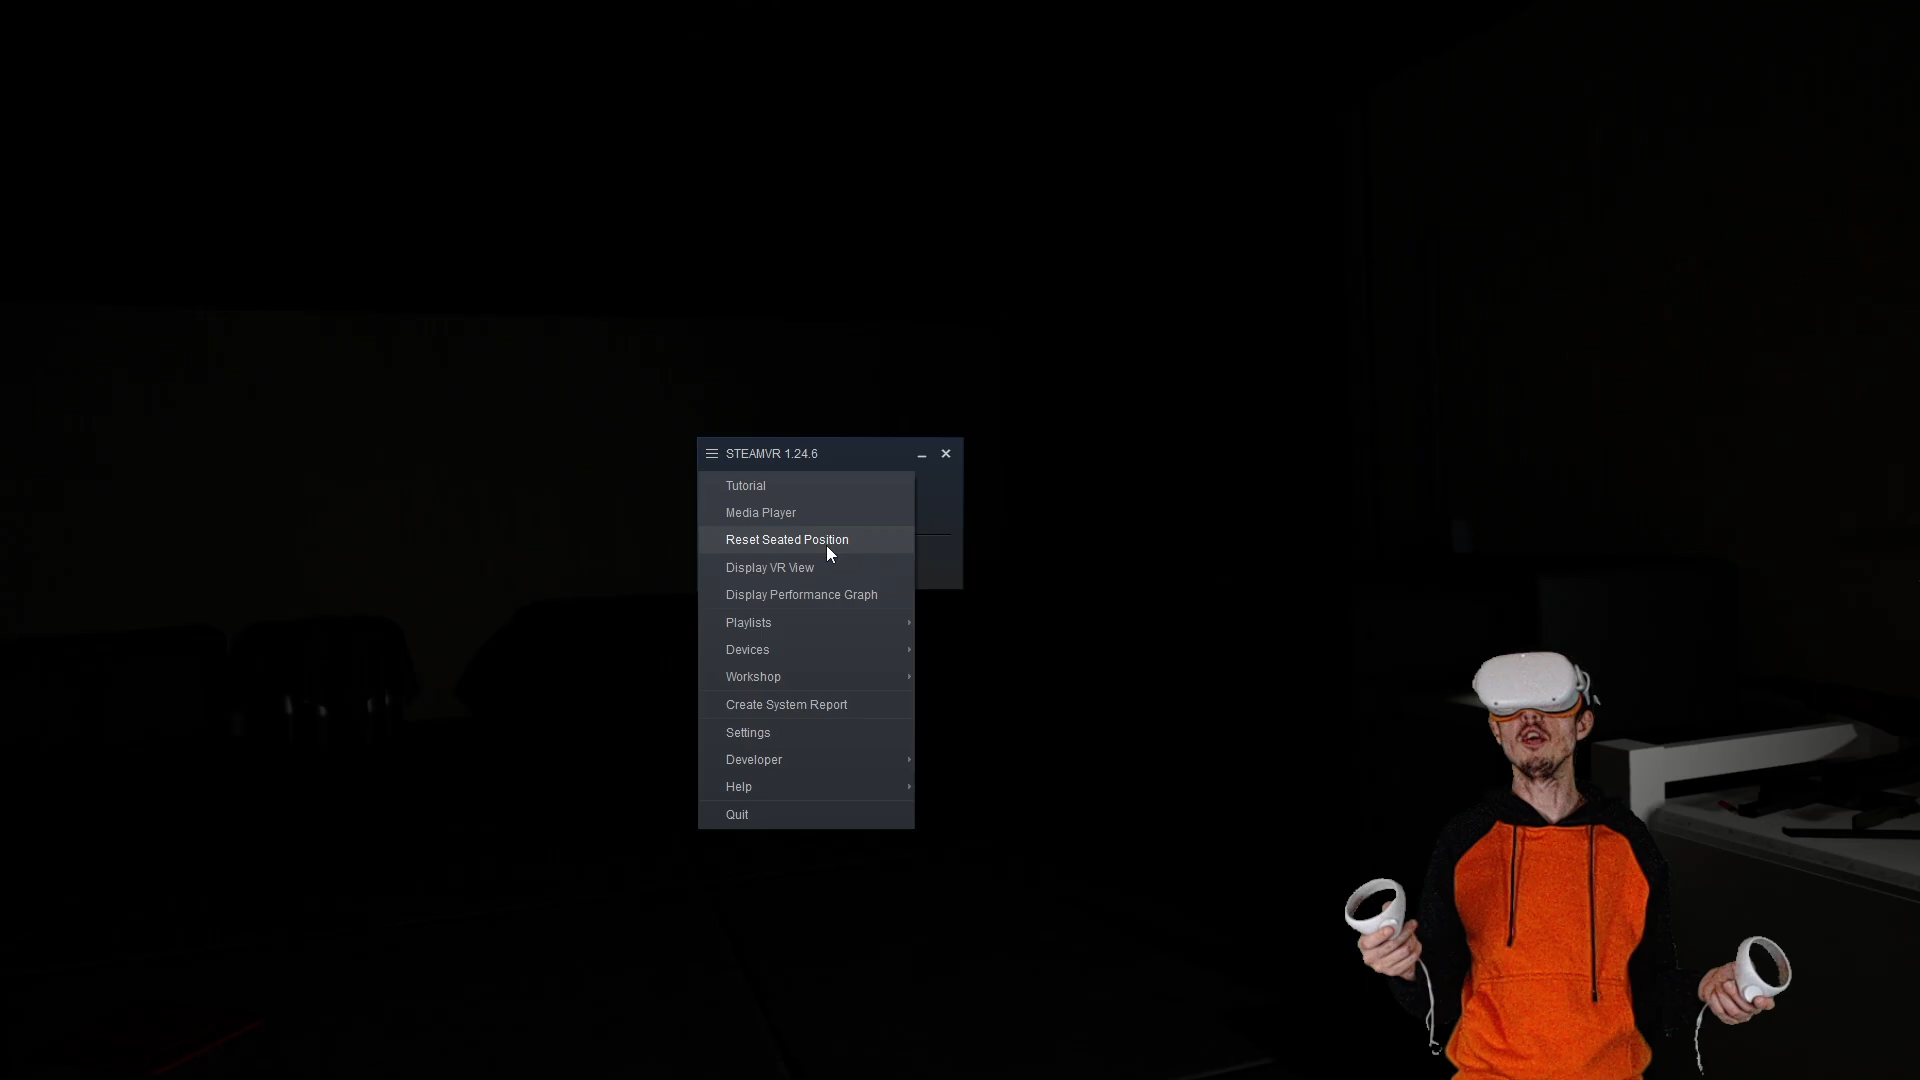 STEAMVR 1.24.6
Tutorial
Media Player
Reset Seated Position
Display VR View
Display Performance Graph
Playlists
Devices
Workshop
Create System Report
Settings
Developer
Help
Quit